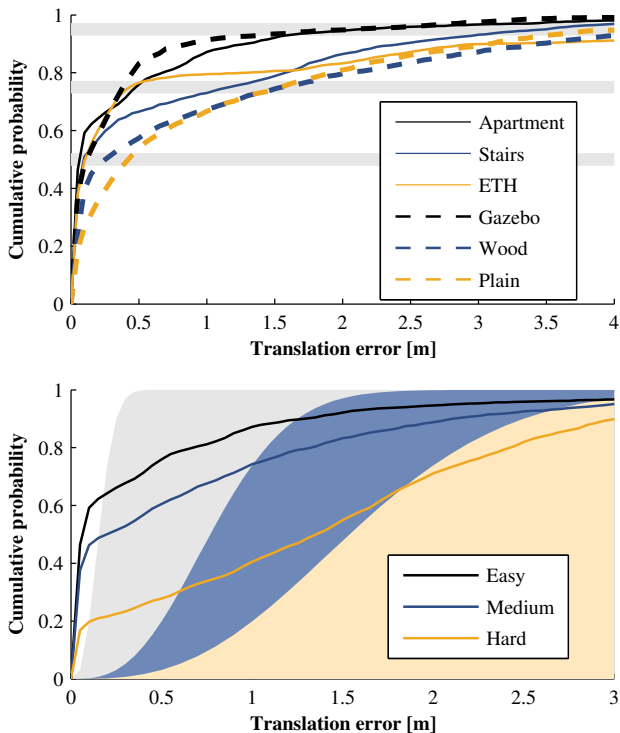 Cumulative probability
1
0.8
0.6
0.4
0.2
0
Apartment
Stairs
ETH
Gazebo
Wood
Plain
0 0.5 1 1.5 2 2.5 3 3.5 4
Translation error [m]
Cumulative probability
1
0.8
0.6
0.4
0.2
0
Easy
Medium
Hard
0 0.5 1 1.5 2 2.5 3
Translation error [m]